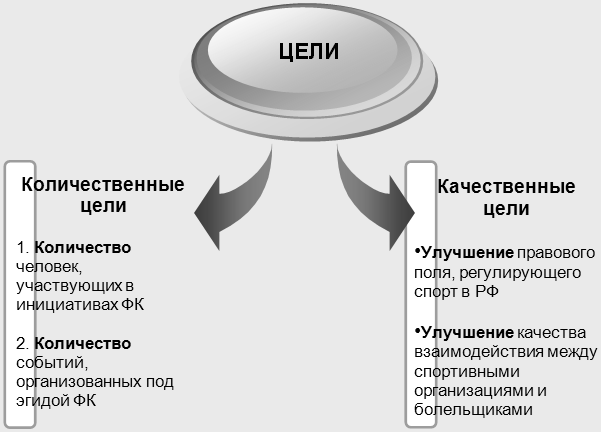 ЦЕЛИ
Количественные
цели
1. Количество
человек,
участвующих в
инициативах ФК
2. Количество
событий,
организованных под
эгидой ФК
Качественные
цели
•Улучшение правового
поля, регулирующего
спорт в РФ
•Улучшение качества
взаимодействия между
спортивными
организациями и
болельщиками